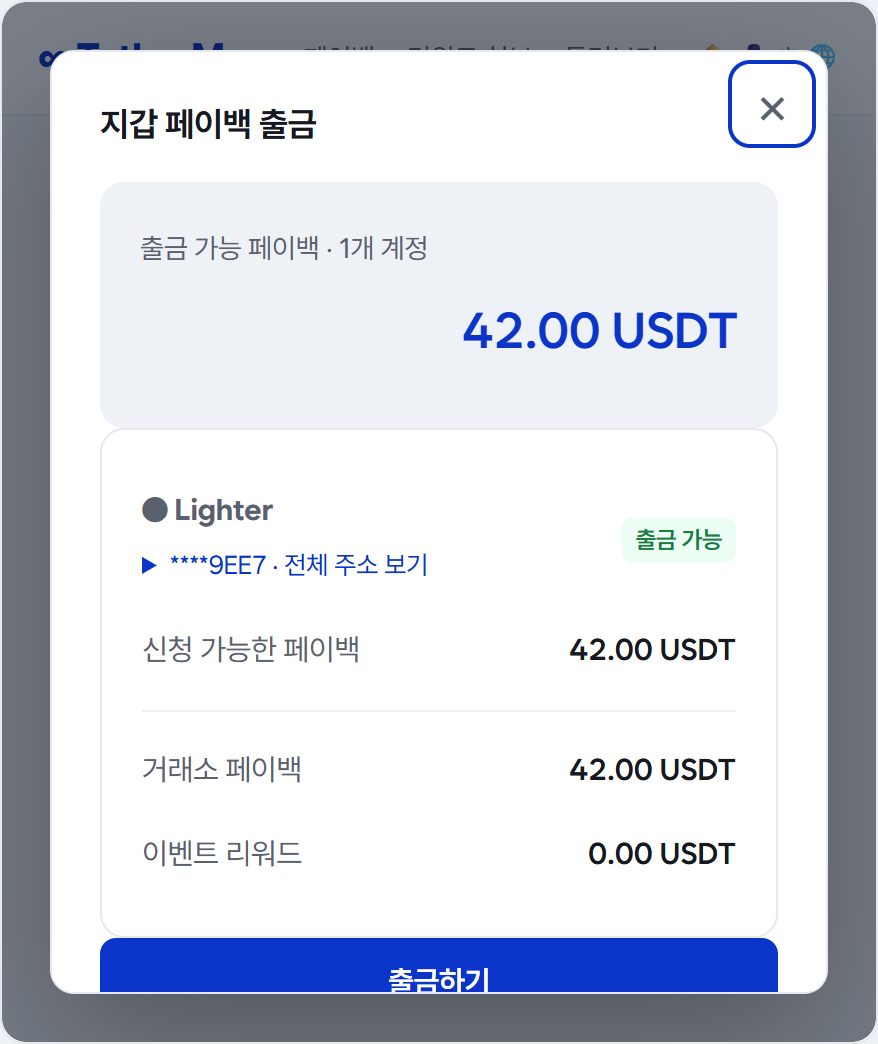 지갑 페이백 출금
출금 가능 페이백 · 1개 계정
42.00 USDT
Lighter
출금 가능
****9EE7 · 전체 주소 보기
신청 가능한 페이백
42.00 USDT
거래소 페이백
42.00 USDT
이벤트 리워드
0.00 USDT
출금하기